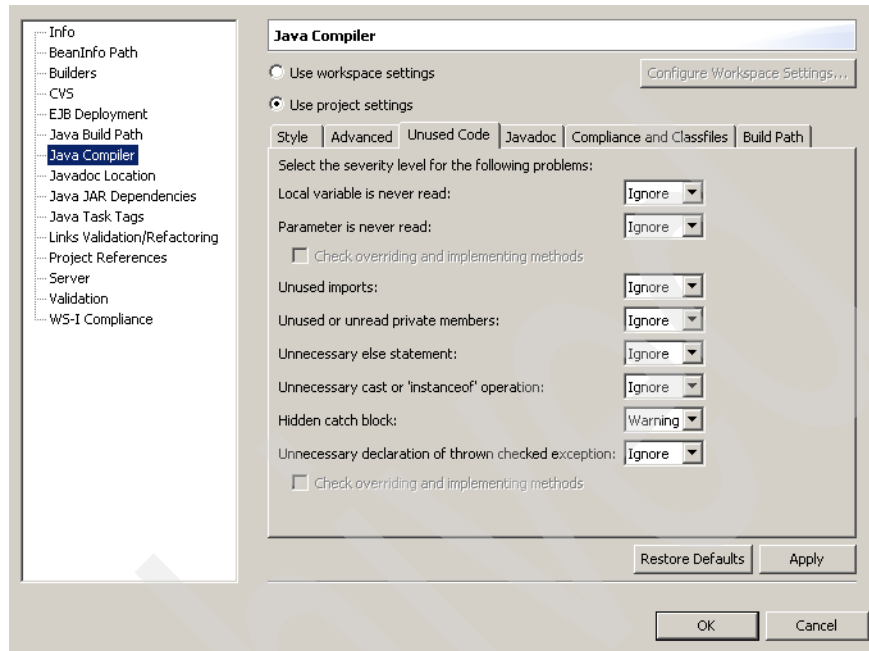 Info
BeanInfo Path
Builders
CVS
EJB Deployment
Java Build Path
Java Compiler
Javadoc Location
Java JAR Dependencies
Java Task Tags
Links Validation/Refactoring
Project References
Server
Validation
WS-I Compliance
Java Compiler
Use workspace settings
Configure Workspace Settings...
Use project settings
Style Advanced Unused Code Javadoc Compliance and Classfiles Build Path
Select the severity level for the following problems:
Local variable is never read: Ignore
Parameter is never read: Ignore
Check overriding and implementing methods
Unused imports: Ignore
Unused or unread private members: Ignore
Unnecessary else statement: Ignore
Unnecessary cast or 'instanceof' operation: Ignore
Hidden catch block: Warning
Unnecessary declaration of thrown checked exception: Ignore
Check overriding and implementing methods
Restore Defaults Apply
OK Cancel